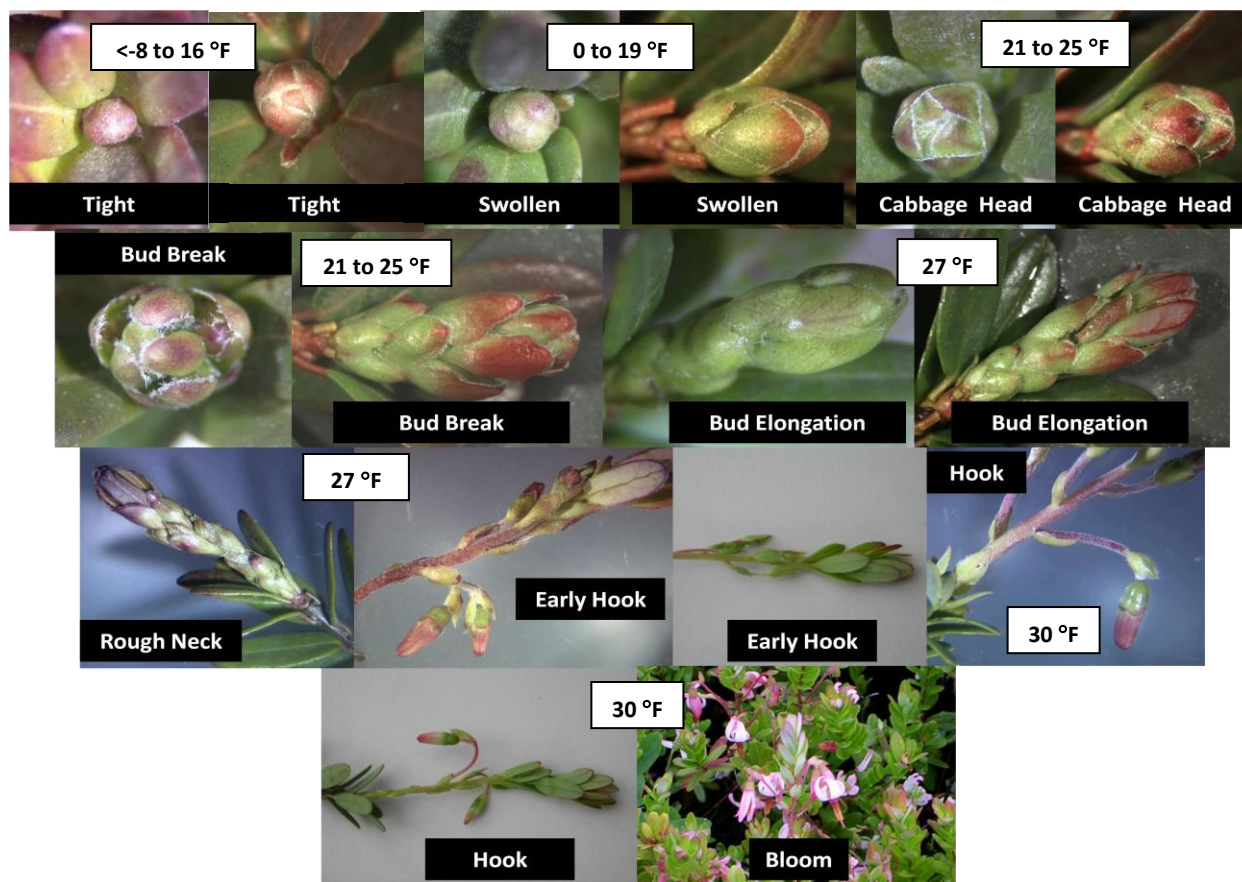 <-8 to 16 °F
0 to 19 °F
21 to 25 °F
Tight
Tight
Swollen
Swollen
Cabbage Head
Cabbage Head
Bud Break
21 to 25 °F
27 °F
Bud Break
Bud Elongation
Bud Elongation
27 °F
Hook
Rough Neck
Early Hook
Early Hook
30 °F
30 °F
Hook
Bloom